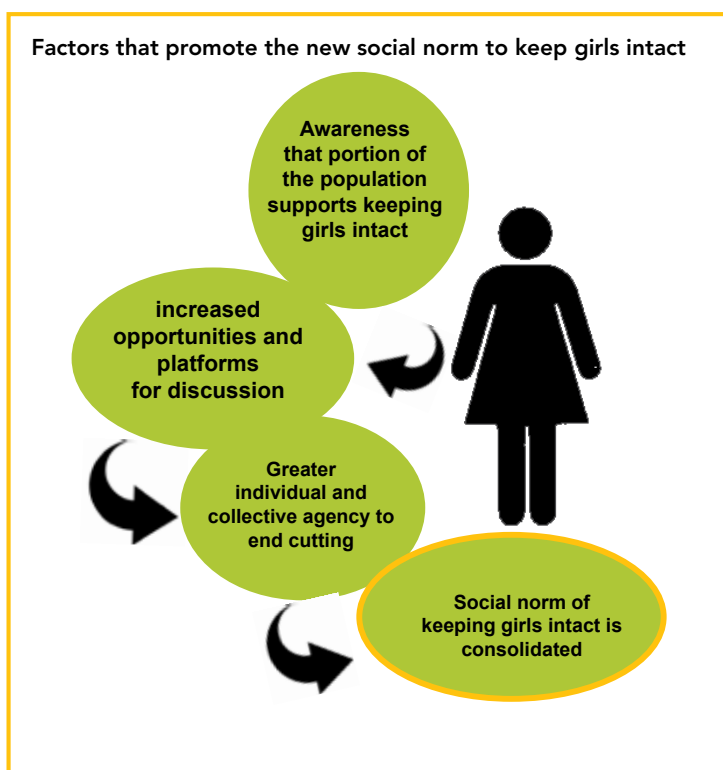 Factors that promote the new social norm to keep girls intact
Awareness
that portion of
the population
supports keeping
girls intact
increased
opportunities and
platforms
for discussion
Greater
individual and
collective agency to
end cutting
Social norm of
keeping girls intact is
consolidated